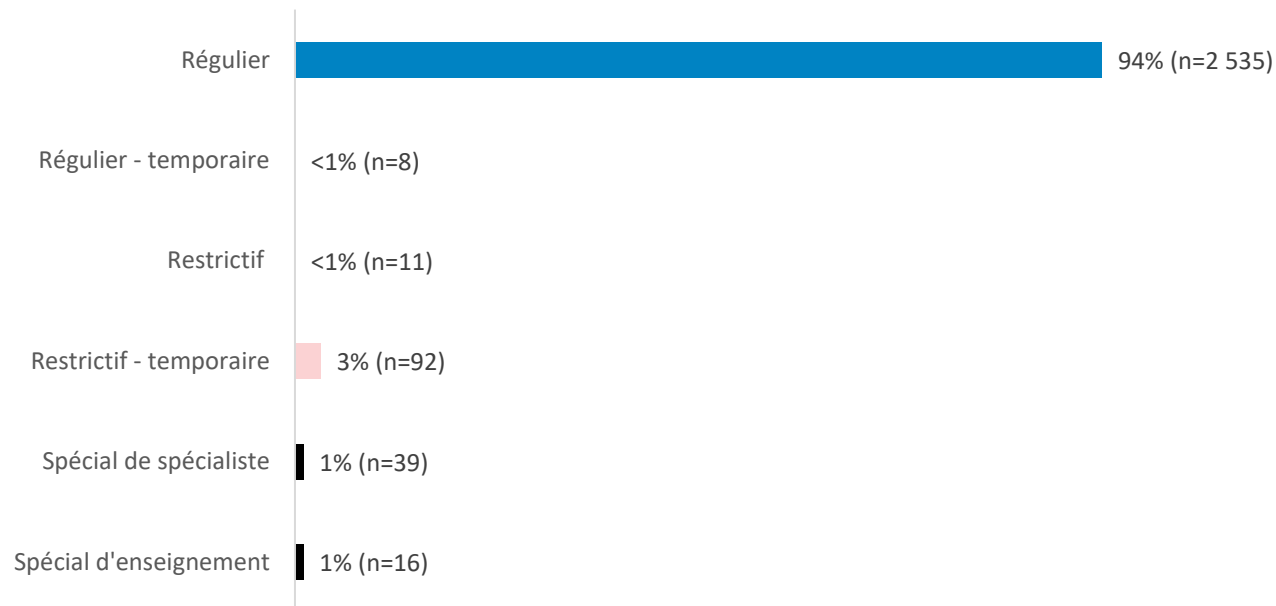 Régulier 94% (n=2 535)
Régulier - temporaire <1% (n=8)
Restrictif <1% (n=11)
Restrictif - temporaire 3% (n=92)
Spécial de spécialiste 1% (n=39)
Spécial d'enseignement 1% (n=16)